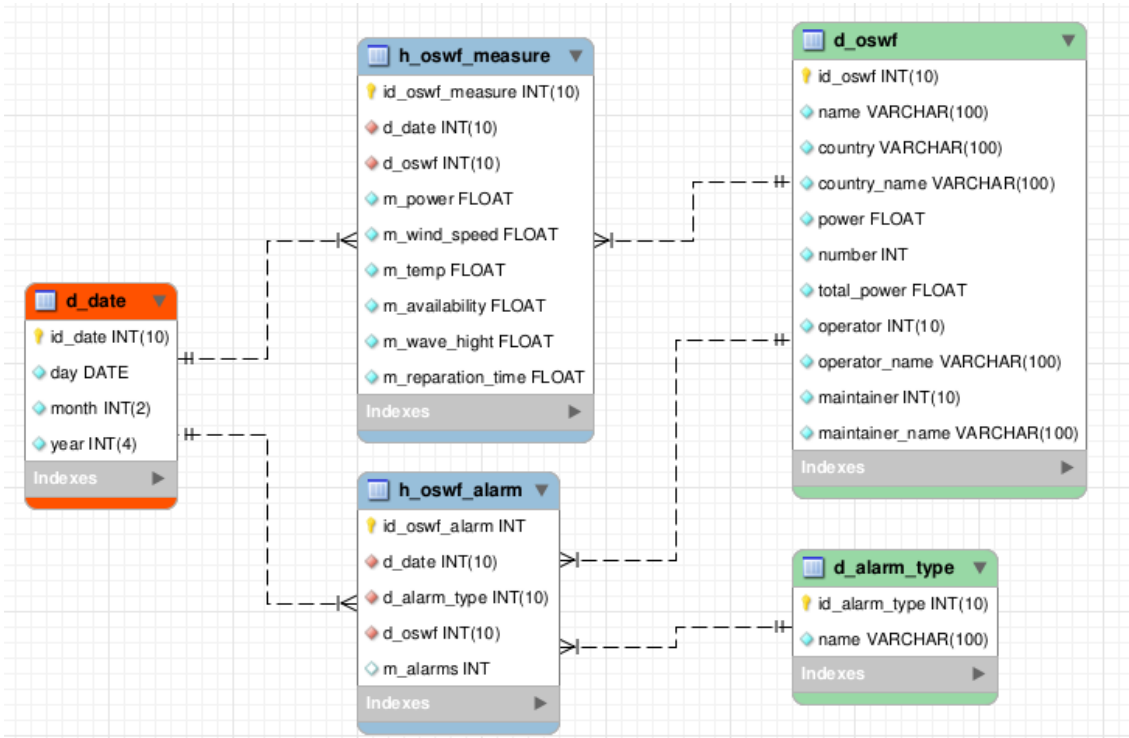 h_oswf_measure
id_oswf_measure INT(10)
d_date INT(10)
d_oswf INT(10)
m_power FLOAT
m_wind_speed FLOAT
m_temp FLOAT
m_availability FLOAT
m_wave_hight FLOAT
m_reparation_time FLOAT
Indexes
d_oswf
id_oswf INT(10)
name VARCHAR(100)
country VARCHAR(100)
country_name VARCHAR(100)
power FLOAT
number INT
total_power FLOAT
operator INT(10)
operator_name VARCHAR(100)
maintainer INT(10)
maintainer_name VARCHAR(100)
Indexes
d_date
id_date INT(10)
day DATE
month INT(2)
year INT(4)
Indexes
h_oswf_alarm
id_oswf_alarm INT
d_date INT(10)
d_alarm_type INT(10)
d_oswf INT(10)
m_alarms INT
Indexes
d_alarm_type
id_alarm_type INT(10)
name VARCHAR(100)
Indexes